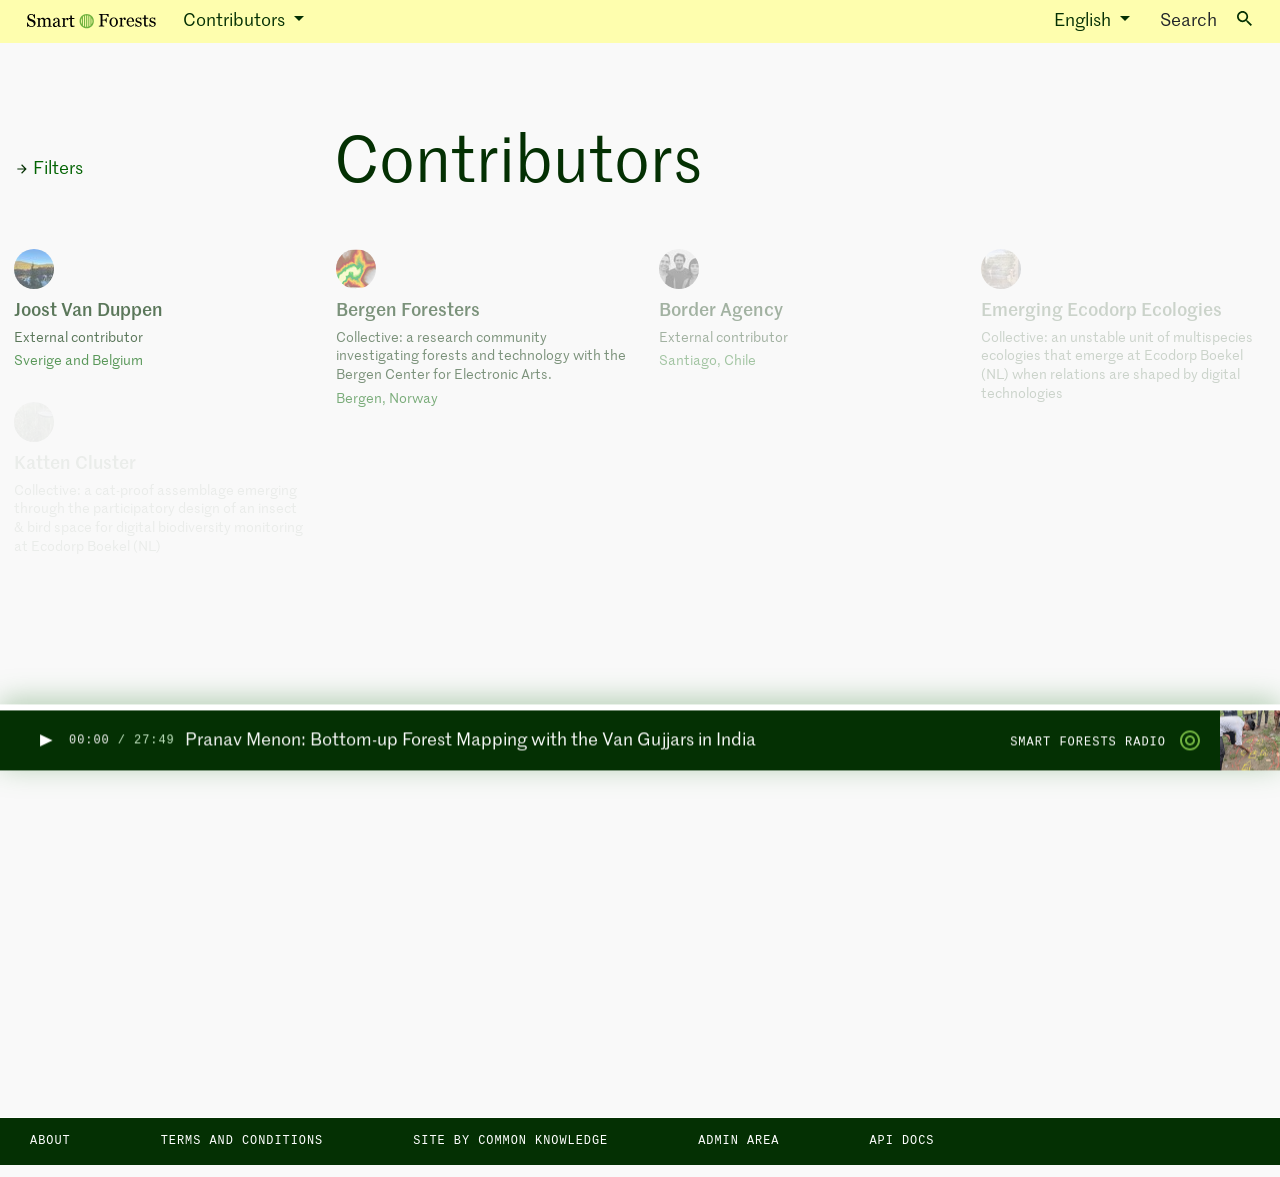 Smart Forests
Contributors
English
Search
Filters
Contributors
Joost Van Duppen
External contributor
Sverige and Belgium
Bergen Foresters
Collective: a research community
investigating forests and technology with the
Bergen Center for Electronic Arts.
Bergen, Norway
Border Agency
External contributor
Santiago, Chile
Emerging Ecodorp Ecologies
Collective: an unstable unit of multispecies
ecologies that emerge at Ecodorp Boekel
(NL) when relations are shaped by digital
technologies
Katten Cluster
Collective: a cat-proof assemblage emerging
through the participatory design of an insect
& bird space for digital biodiversity monitoring
at Ecodorp Boekel (NL)
00:00 / 27:49 Pranav Menon: Bottom-up Forest Mapping with the Van Gujjars in India
SMART FORESTS RADIO
ABOUT
TERMS AND CONDITIONS
SITE BY COMMON KNOWLEDGE
ADMIN AREA
API DOCS